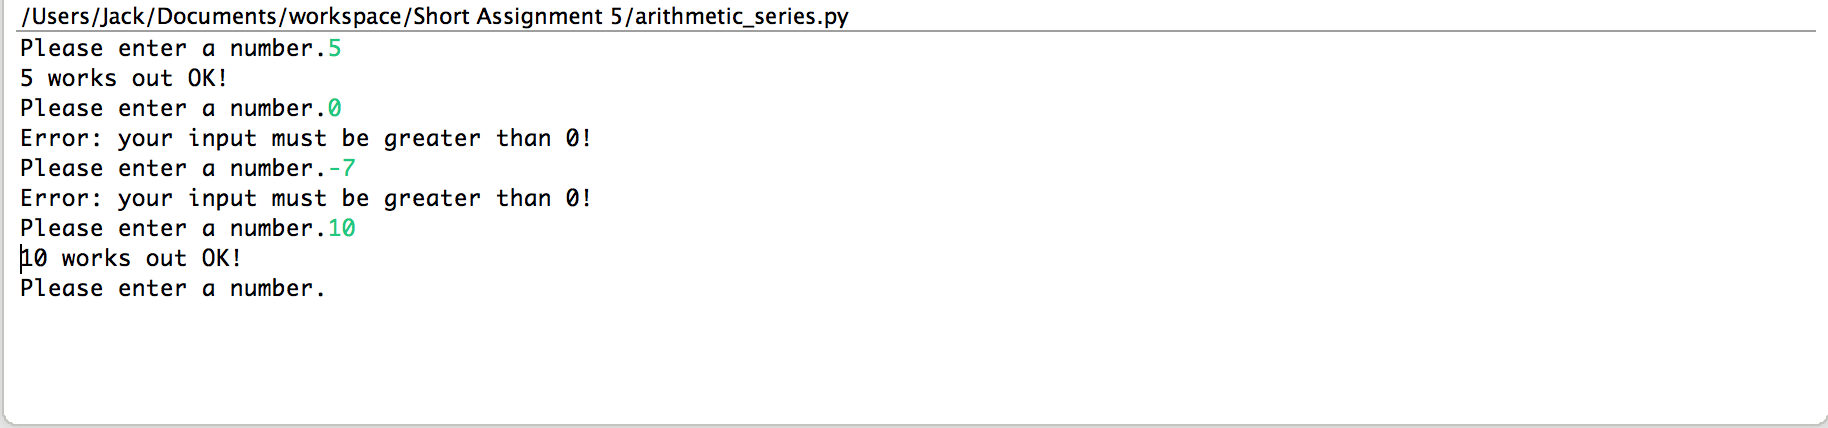 /Users/Jack/Documents/workspace/Short Assignment 5/arithmetic_series.py
Please enter a number.5
5 works out OK!
Please enter a number.0
Error: your input must be greater than 0!
Please enter a number.-7
Error: your input must be greater than 0!
Please enter a number.10
10 works out OK!
Please enter a number.